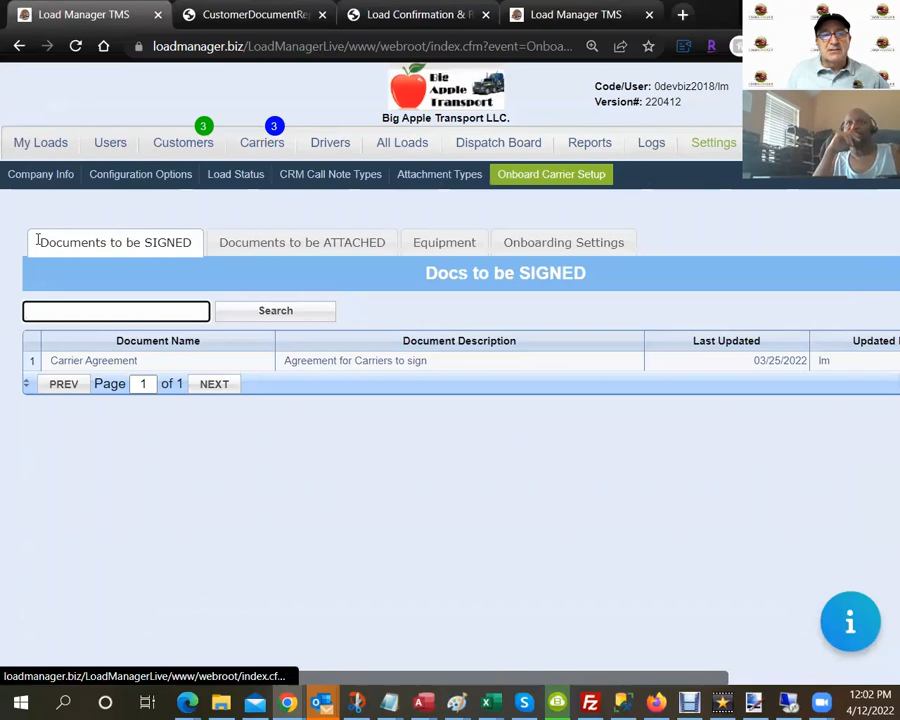 Load Manager TMS
CustomerDocumentRe
Load Confirmation & R
Load Manager TMS
loadmanager.biz/LoadManagerLive/www/webroot/index.cfm?event=Onboa...
Big
Apple
Transport
Big Apple Transport LLC.
Code/User: 0devbiz2018/lm
Version#: 220412
3
3
My Loads Users Customers Carriers Drivers All Loads Dispatch Board Reports Logs Settings
Company Info Configuration Options Load Status CRM Call Note Types Attachment Types Onboard Carrier Setup
Documents to be SIGNED Documents to be ATTACHED Equipment Onboarding Settings
Docs to be SIGNED
Search
Document Name Document Description Last Updated Updated
1 Carrier Agreement Agreement for Carriers to sign 03/25/2022 lm
PREV Page 1 of 1 NEXT
i
loadmanager.biz/LoadManagerLive/www/webroot/index.cf...
12:02 PM
4/12/2022